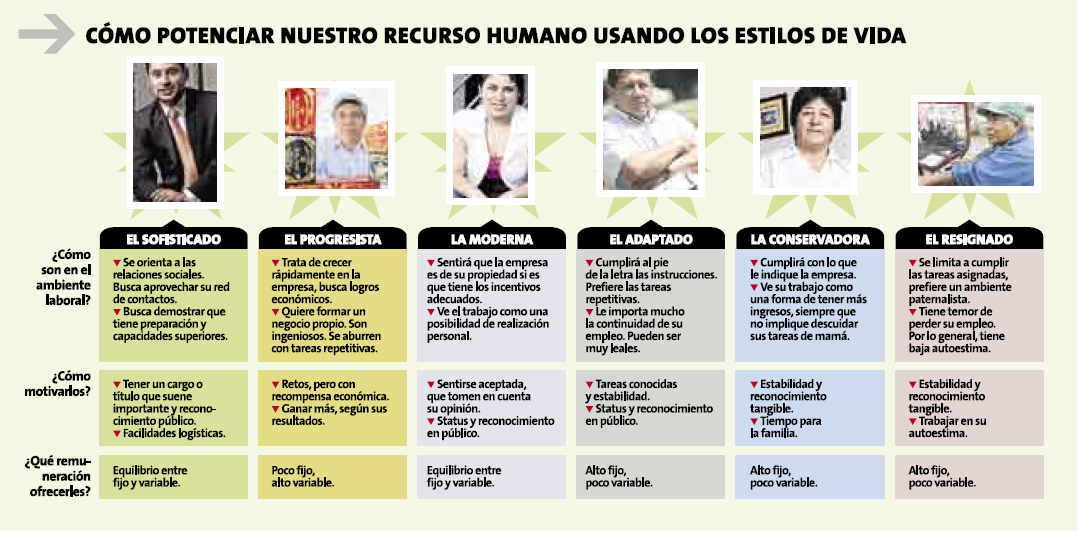 CÓMO POTENCIAR NUESTRO RECURSO HUMANO USANDO LOS ESTILOS DE VIDA
EL SOFISTICADO
EL PROGRESISTA
LA MODERNA
EL ADAPTADO
LA CONSERVADORA
EL RESIGNADO
¿Cómo
son en el
ambiente
laboral?
▼ Se orienta a las
relaciones sociales.
Busca aprovechar su red
de contactos.
▼ Busca demostrar que
tiene preparación y
capacidades superiores.
▼ Trata de crecer
rápidamente en la
empresa, busca logros
económicos.
▼ Quiere formar un
negocio propio. Son
ingeniosos. Se aburren
con tareas repetitivas.
▼ Sentirá que la empresa
es de su propiedad si es
que tiene los incentivos
adecuados.
▼ Ve el trabajo como una
posibilidad de realización
personal.
▼ Cumplirá al pie
de la letra las instrucciones.
Prefiere las tareas
repetitivas.
▼ Le importa mucho
la continuidad de su
empleo. Pueden ser
muy leales.
▼ Cumplirá con lo que
le indique la empresa.
▼ Ve su trabajo como
una forma de tener más
ingresos, siempre que
no implique descuidar
sus tareas de mamá.
▼ Se limita a cumplir
las tareas asignadas,
prefiere un ambiente
paternalista.
▼ Tiene temor de
perder su empleo.
Por lo general, tiene
baja autoestima.
¿Cómo
motivarlos?
▼ Tener un cargo o
título que suene
importante y recono-
cimiento público.
▼ Facilidades logísticas.
▼ Retos, pero con
recompensa económica.
▼ Ganar más, según sus
resultados.
▼ Sentirse aceptada,
que tomen en cuenta
su opinión.
▼ Status y reconocimiento
en público.
▼ Tareas conocidas
y estabilidad.
▼ Status y reconocimiento
en público.
▼ Estabilidad y
reconocimiento
tangible.
▼ Tiempo para
la familia.
▼ Estabilidad y
reconocimiento
tangible.
▼ Trabajar en su
autoestima.
¿Qué remu-
neración
ofrecerles?
Equilibrio entre
fijo y variable.
Poco fijo,
alto variable.
Equilibrio entre
fijo y variable.
Alto fijo,
poco variable.
Alto fijo,
poco variable.
Alto fijo,
poco variable.